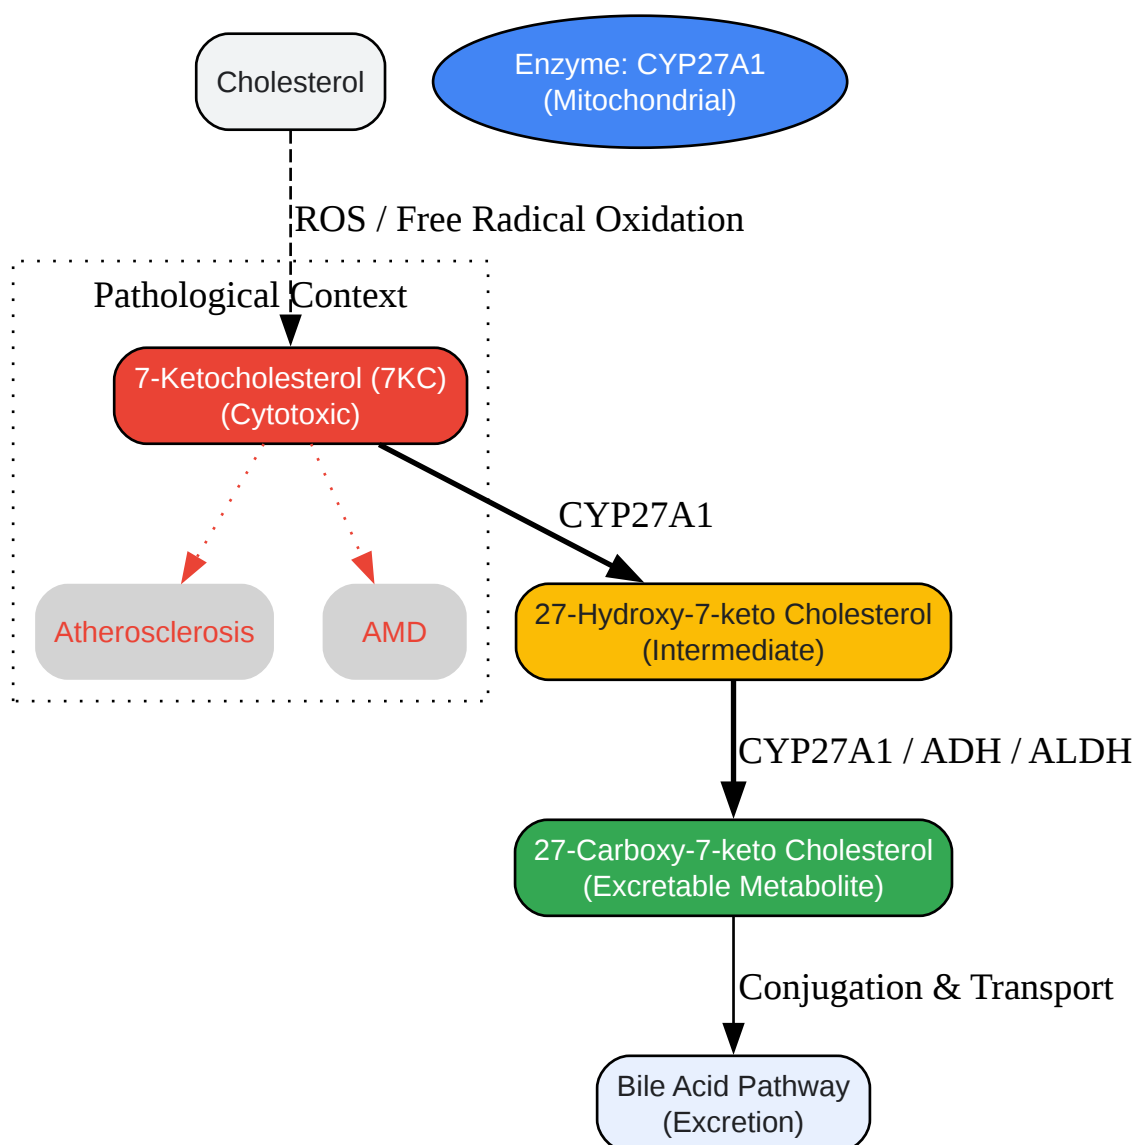 Cholesterol
Enzyme: CYP27A1
(Mitochondrial)
ROS / Free Radical Oxidation
Pathological Context
7-Ketocholesterol (7KC)
(Cytotoxic)
CYP27A1
Atherosclerosis
AMD
27-Hydroxy-7-keto Cholesterol
(Intermediate)
CYP27A1 / ADH / ALDH
27-Carboxy-7-keto Cholesterol
(Excretable Metabolite)
Conjugation & Transport
Bile Acid Pathway
(Excretion)